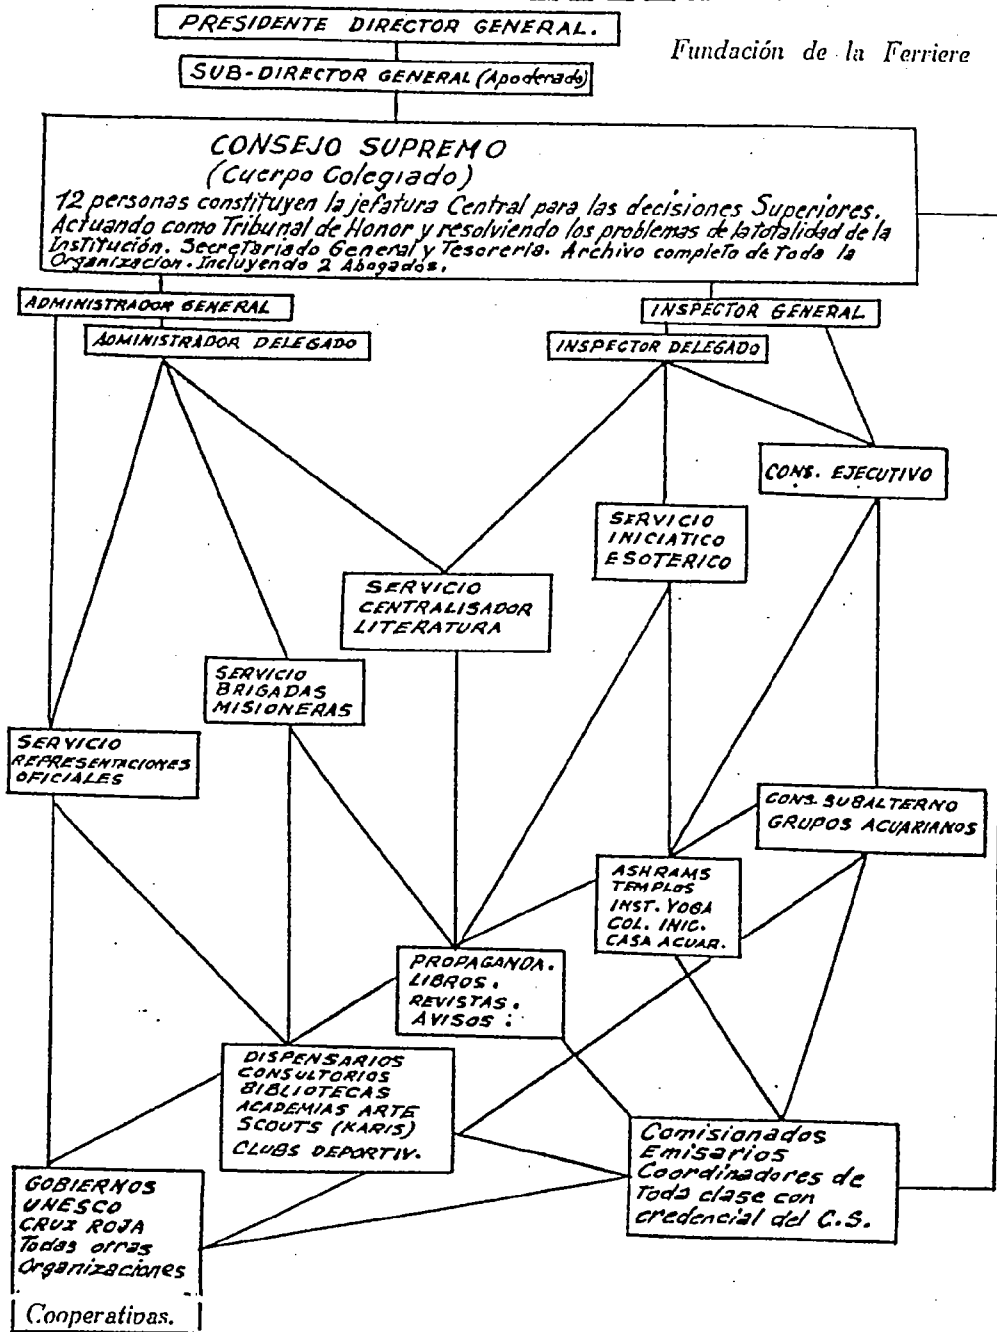 PRESIDENTE DIRECTOR GENERAL.
Fundación de la Ferriere
SUB-DIRECTOR GENERAL (Apoderado)
CONSEJO SUPREMO
(Cuerpo Colegiado)
12 personas constituyen la jefatura Central para las decisiones Superiores.
Actuando como Tribunal de Honor y resolviendo los problemas de la totalidad de la
Institución. Secretariado General y Tesorería. Archivo completo de Toda la
Organización. Incluyendo 2 Abogados.
ADMINISTRADOR GENERAL
INSPECTOR GENERAL
ADMINISTRADOR DELEGADO
INSPECTOR DELEGADO
CONS. EJECUTIVO
SERVICIO
INICIATICO
ESOTERICO
SERVICIO
CENTRALISADOR
LITERATURA
SERVICIO
BRIGADAS
MISIONERAS
SERVICIO
REPRESENTACIONES
OFICIALES
CONS. SUBALTERNO
GRUPOS ACUARIANOS
ASHRAMS
TEMPLOS
INST. YOGA
COL. INIC.
CASA ACUAR.
PROPAGANDA.
LIBROS.
REVISTAS.
AVISOS :
DISPENSARIOS
CONSULTORIOS
BIBLIOTECAS
ACADEMIAS ARTE
SCOUTS (KARIS)
CLUBS DEPORTIV.
Comisionados
Emisarios
Coordinadores de
Toda clase con
credencial del C.S.
GOBIERNOS
UNESCO
CRUZ ROJA
Todas otras
Organizaciones
Cooperativas.